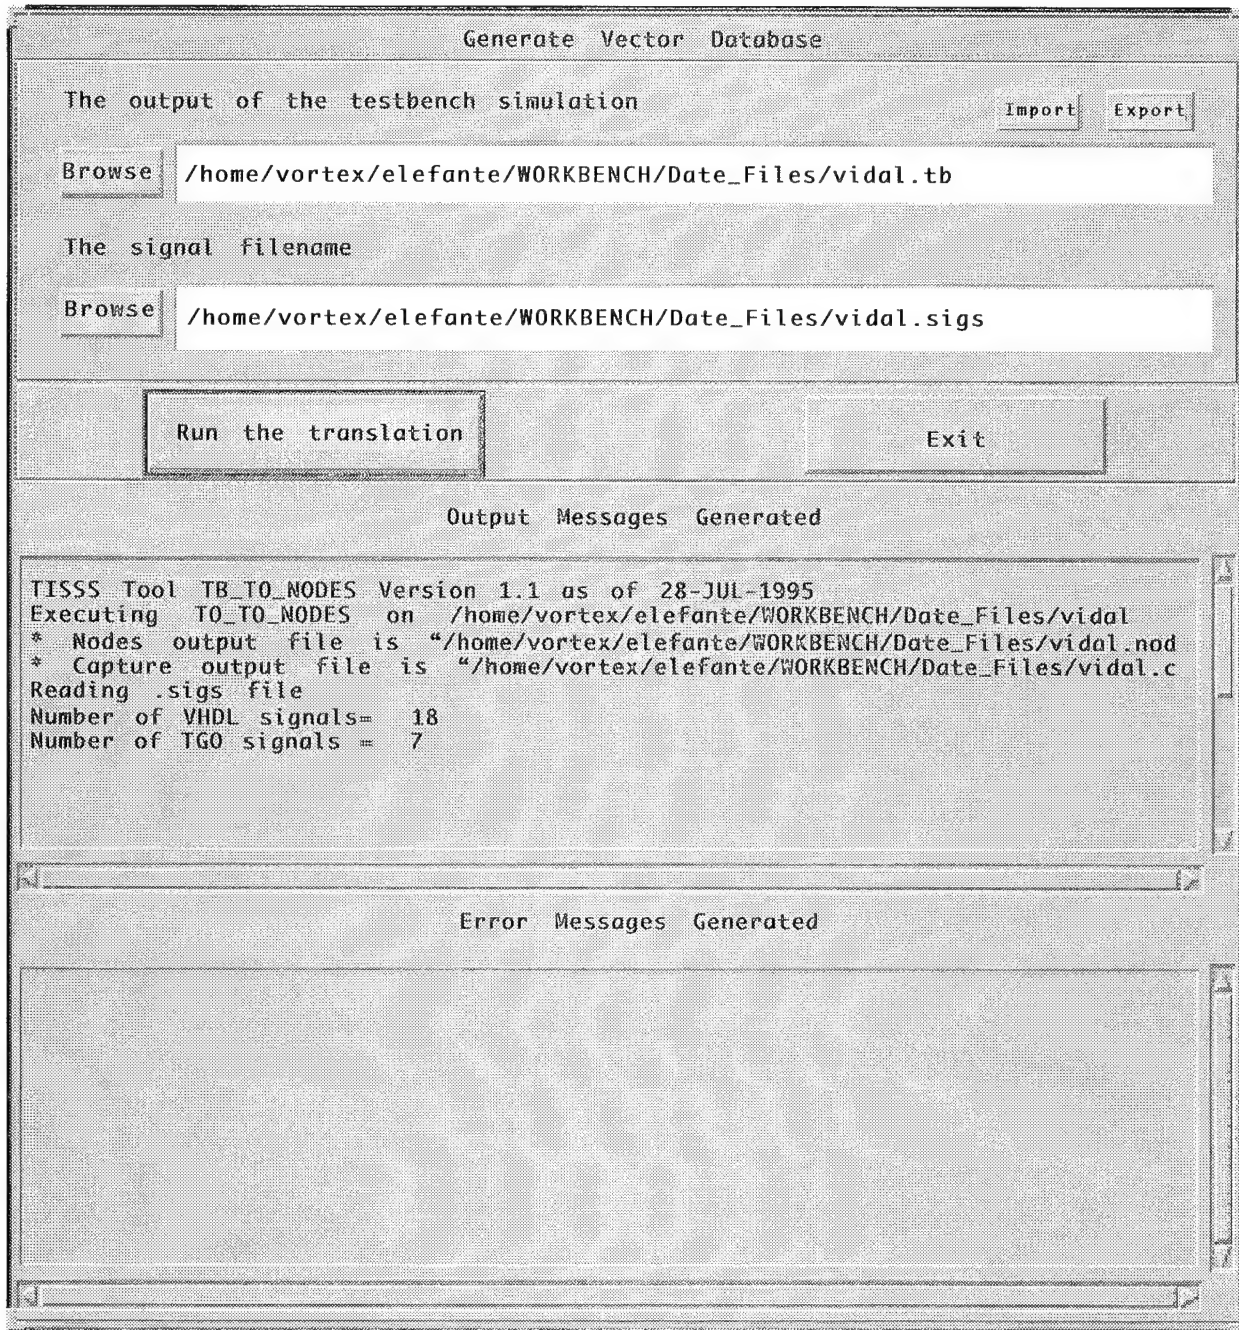 Generate Vector Database
The output of the testbench simulation
Import Export
Browse /home/vortex/elefante/WORKBENCH/Date_Files/vidal.tb
The signal filename
Browse /home/vortex/elefante/WORKBENCH/Date_Files/vidal.sigs
Run the translation Exit
Output Messages Generated
TISSS Tool TB_TO_NODES Version 1.1 as of 28-JUL-1995
Executing TO_TO_NODES on /home/vortex/elefante/WORKBENCH/Date_Files/vidal
* Nodes output file is “/home/vortex/elefante/WORKBENCH/Date_Files/vidal.nod
* Capture output file is “/home/vortex/elefante/WORKBENCH/Date_Files/vidal.c
Reading .sigs file
Number of VHDL signals= 18
Number of TGO signals = 7
Error Messages Generated